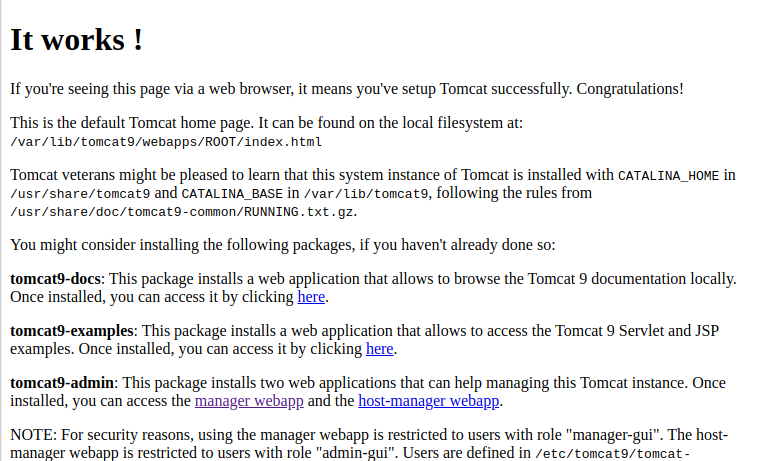 It works !
If you're seeing this page via a web browser, it means you've setup Tomcat successfully. Congratulations!
This is the default Tomcat home page. It can be found on the local filesystem at:
/var/lib/tomcat9/webapps/ROOT/index.html
Tomcat veterans might be pleased to learn that this system instance of Tomcat is installed with CATALINA_HOME in
/usr/share/tomcat9 and CATALINA_BASE in /var/lib/tomcat9, following the rules from
/usr/share/doc/tomcat9-common/RUNNING.txt.gz.
You might consider installing the following packages, if you haven't already done so:
tomcat9-docs: This package installs a web application that allows to browse the Tomcat 9 documentation locally.
Once installed, you can access it by clicking here.
tomcat9-examples: This package installs a web application that allows to access the Tomcat 9 Servlet and JSP
examples. Once installed, you can access it by clicking here.
tomcat9-admin: This package installs two web applications that can help managing this Tomcat instance. Once
installed, you can access the manager webapp and the host-manager webapp.
NOTE: For security reasons, using the manager webapp is restricted to users with role "manager-gui". The host-
manager webapp is restricted to users with role "admin-gui". Users are defined in /etc/tomcat9/tomcat-